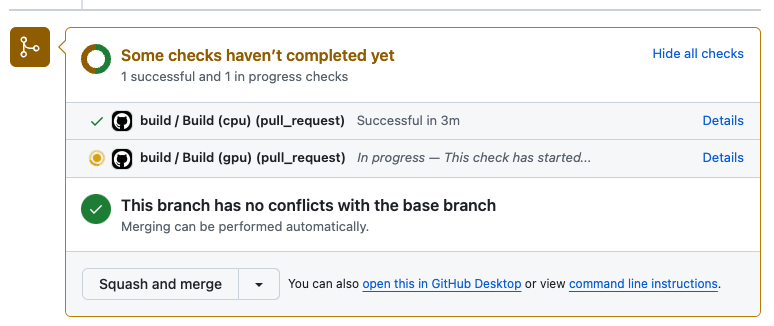 Some checks haven’t completed yet
Hide all checks
1 successful and 1 in progress checks
build / Build (cpu) (pull_request) Successful in 3m Details
build / Build (gpu) (pull_request) In progress — This check has started... Details
This branch has no conflicts with the base branch
Merging can be performed automatically.
Squash and merge You can also open this in GitHub Desktop or view command line instructions.